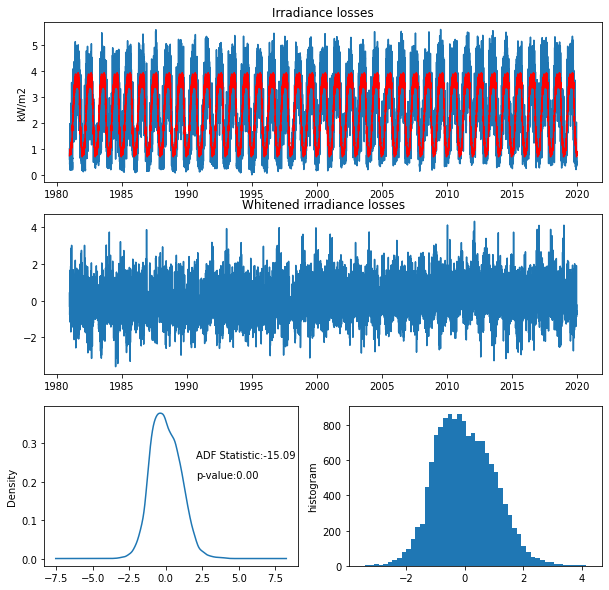 Irradiance losses
kW/m2
5
4
3
2
1
0
1980 1985 1990 1995 2000 2005 2010 2015 2020
Whitened irradiance losses
4
2
0
−2
1980 1985 1990 1995 2000 2005 2010 2015 2020
Density
0.3
0.2
0.1
0.0
ADF Statistic:-15.09
p-value:0.00
−7.5 −5.0 −2.5 0.0 2.5 5.0 7.5
histogram
800
600
400
200
0
−2 0 2 4